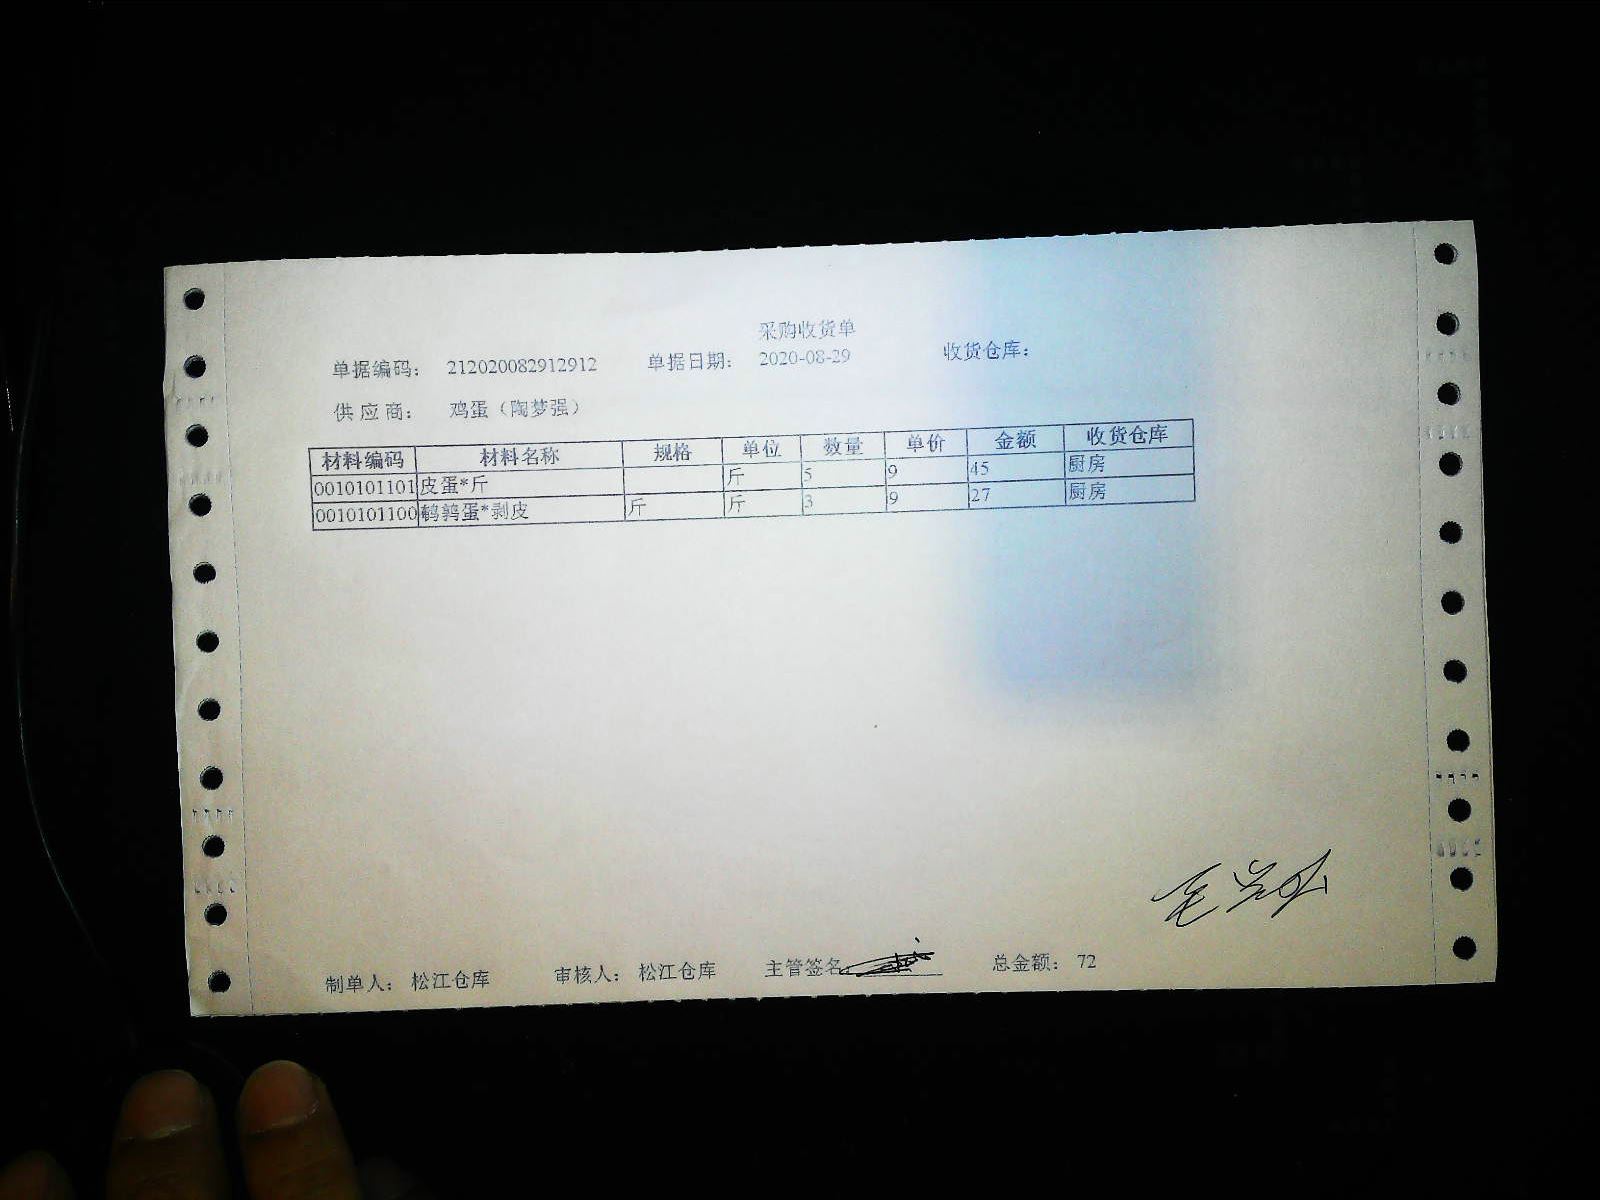 采购收货单
单据编码： 212020082912912 单据日期： 2020-08-29 收货仓库：
供应商： 鸡蛋（陶梦强）
材料编码 材料名称 规格 单位 数量 单价 金额 收货仓库
0010101101 皮蛋*斤 斤 5 9 45 厨房
0010101100 鹌鹑蛋*剥皮 斤 斤 3 9 27 厨房
制单人： 松江仓库 审核人： 松江仓库 主管签名 总金额： 72